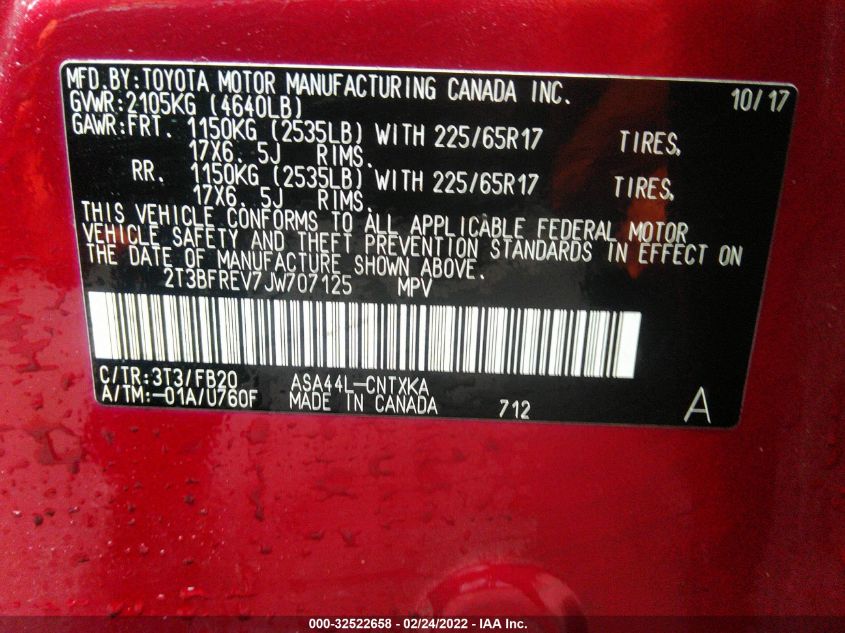 MFD.BY:TOYOTA MOTOR MANUFACTURING CANADA INC. 10/17
GVWR:2105KG (4640LB)
GAWR:FRT. 1150KG (2535LB) WITH 225/65R17 TIRES,
17X6. 5J RIMS.
RR. 1150KG (2535LB) WITH 225/65R17 TIRES,
17X6. 5J RIMS.
THIS VEHICLE CONFORMS TO ALL APPLICABLE FEDERAL MOTOR
VEHICLE SAFETY AND THEFT PREVENTION STANDARDS IN EFFECT ON
THE DATE OF MANUFACTURE SHOWN ABOVE.
2T3BFREV7JW707125 MPV
C/TR:3T3/FB20 ASA44L-CNTXKA
A/TM:-01A/U760F MADE IN CANADA 712 A
000-32522658 - 02/24/2022 - IAA Inc.